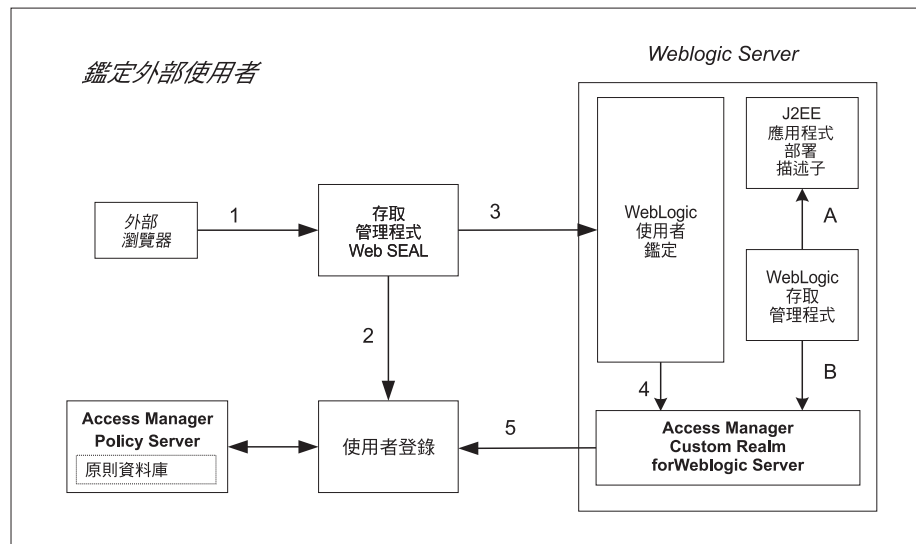 鑑定外部使用者
Weblogic Server
J2EE
應用程式
部署
描述子
1
3
外部
瀏覽器
存取
管理程式
Web SEAL
WebLogic
使用者
鑑定
A
WebLogic
存取
管理程式
2
4
B
Access Manager
Policy Server
原則資料庫
使用者登錄
5
Access Manager
Custom Realm
forWeblogic Server